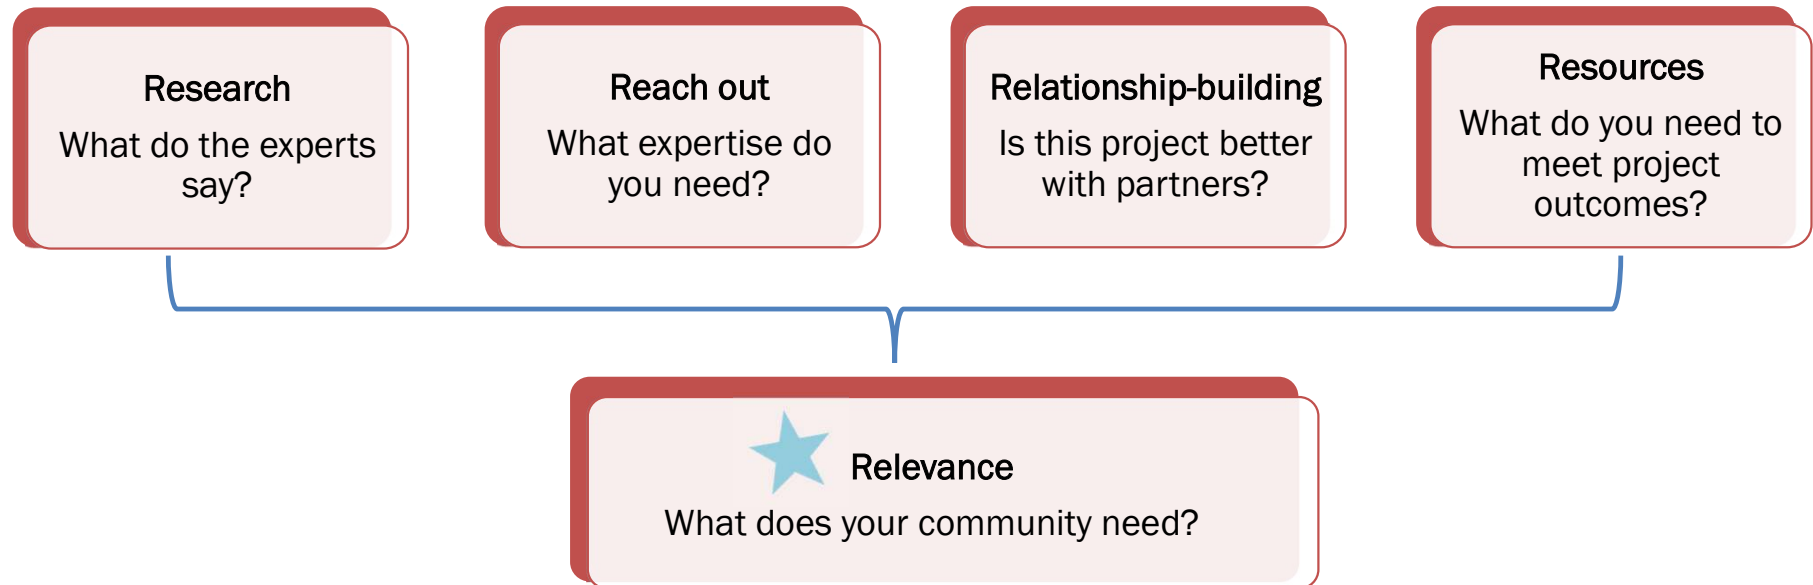 Research
What do the experts
say?
Reach out
What expertise do
you need?
Relationship-building
Is this project better
with partners?
Resources
What do you need to
meet project
outcomes?
Relevance
What does your community need?